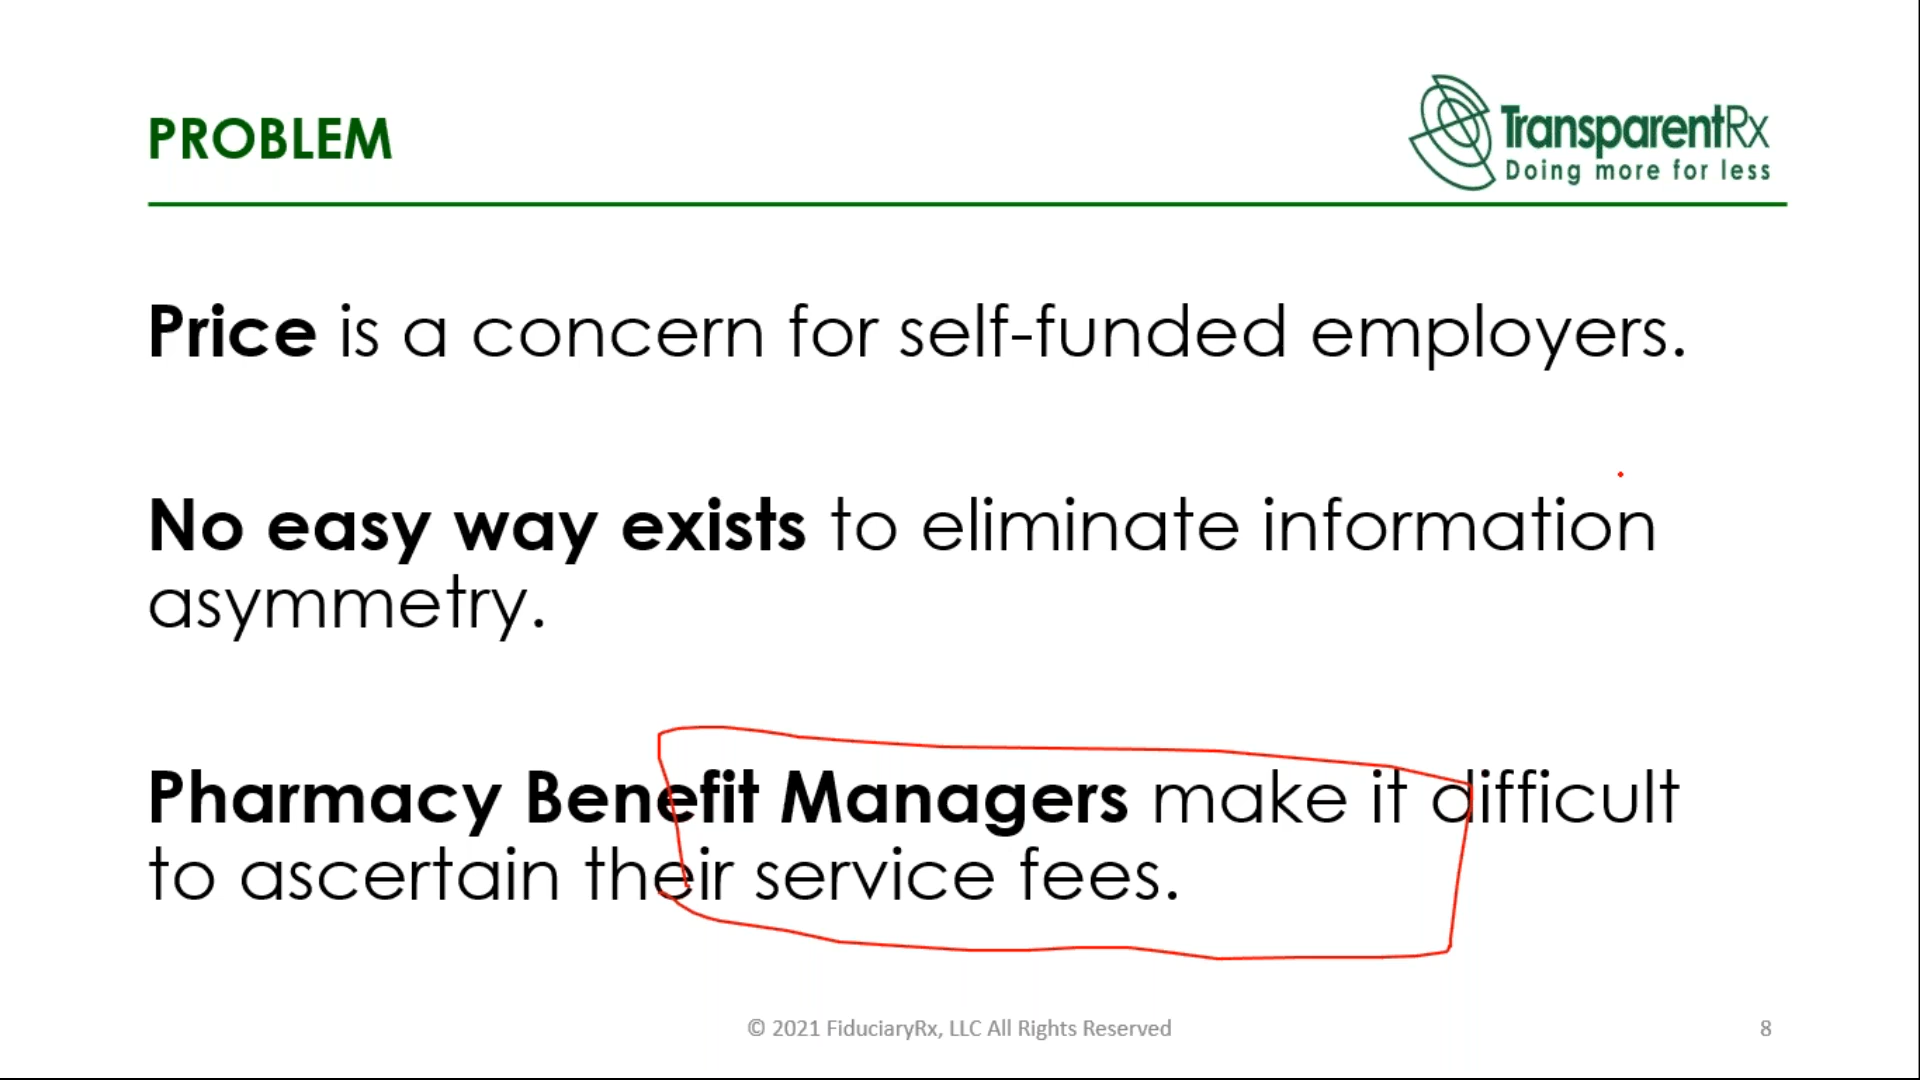 PROBLEM
TransparentRx
Doing more for less
Price is a concern for self-funded employers.
No easy way exists to eliminate information
asymmetry.
Pharmacy Benefit Managers make it difficult
to ascertain their service fees.
© 2021 FiduciaryRx, LLC All Rights Reserved
8